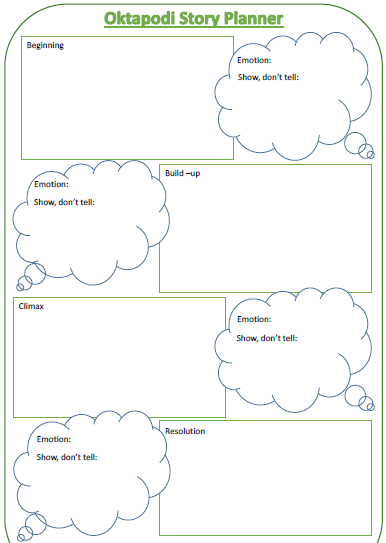 Oktapodi Story Planner
Beginning
Emotion:
Show, don't tell:
Build –up
Emotion:
Show, don't tell:
Climax
Emotion:
Show, don't tell:
Resolution
Emotion:
Show, don't tell: